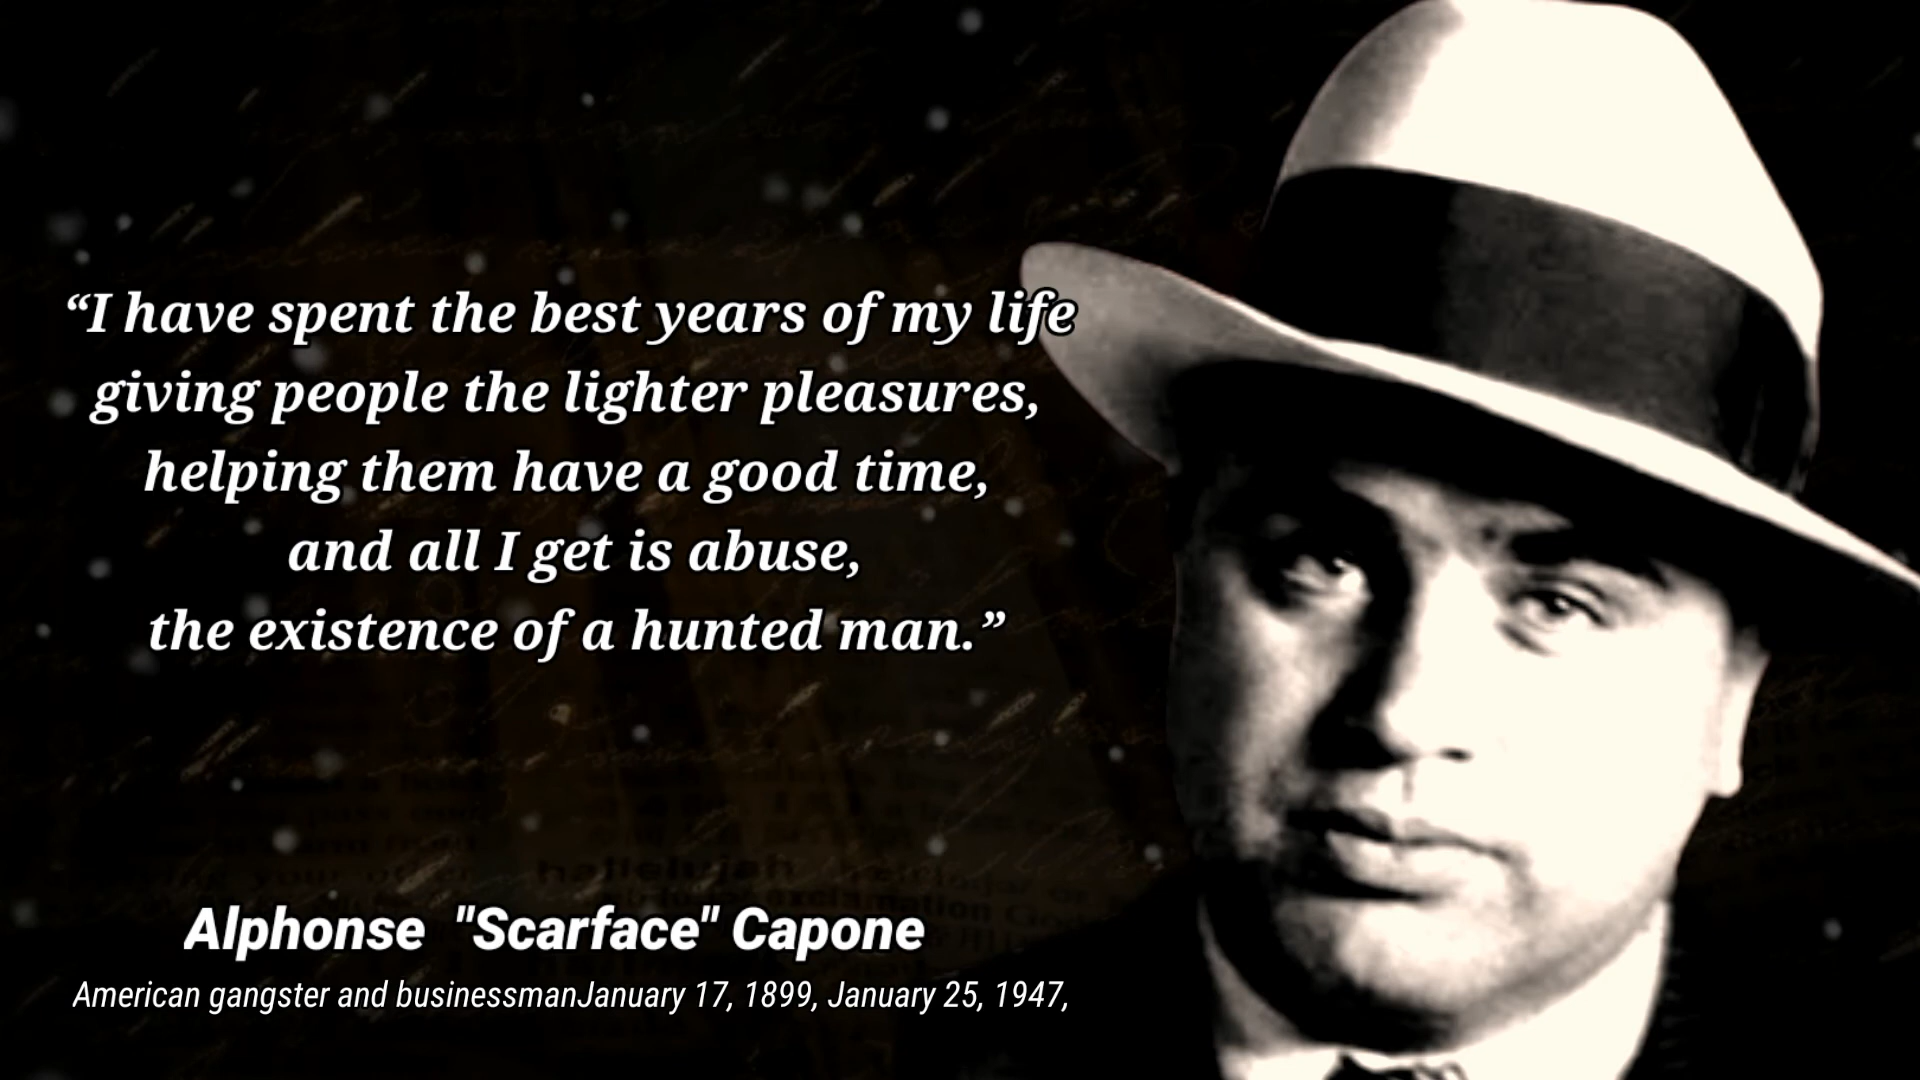 “I have spent the best years of my life
giving people the lighter pleasures,
helping them have a good time,
and all I get is abuse,
the existence of a hunted man.”
hallelujah
Alphonse "Scarface" Capone
American gangster and businessmanJanuary 17, 1899, January 25, 1947,